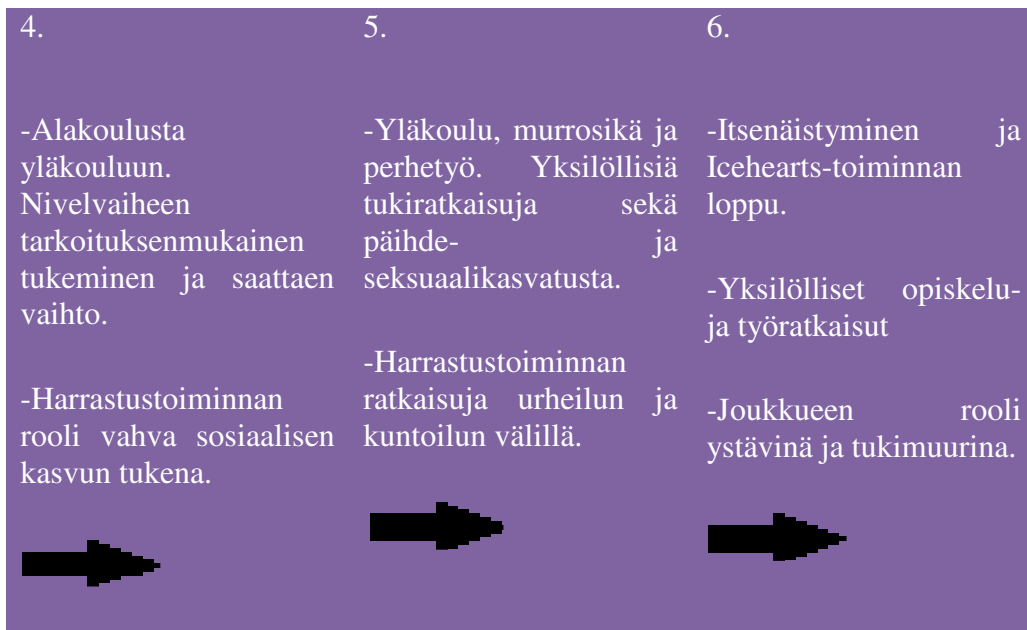 4.
-Alakoulusta
yläkouluun.
Nivelvaiheen
tarkoituksenmukainen
tukeminen ja saattaen
vaihto.
-Harrastustoiminnan
rooli vahva sosiaalisen
kasvun tukena.
5.
-Yläkoulu, murrosikä ja
perhetyö. Yksilöllisiä
tukiratkaisuja sekä
päihde- ja
seksuaalikasvatusta.
-Harrastustoiminnan
ratkaisuja urheilun ja
kuntoilun välillä.
6.
-Itsenäistyminen ja
Icehearts-toiminnan
loppu.
-Yksilölliset opiskelu-
ja työratkaisut
-Joukkueen rooli
ystävinä ja tukimuurina.